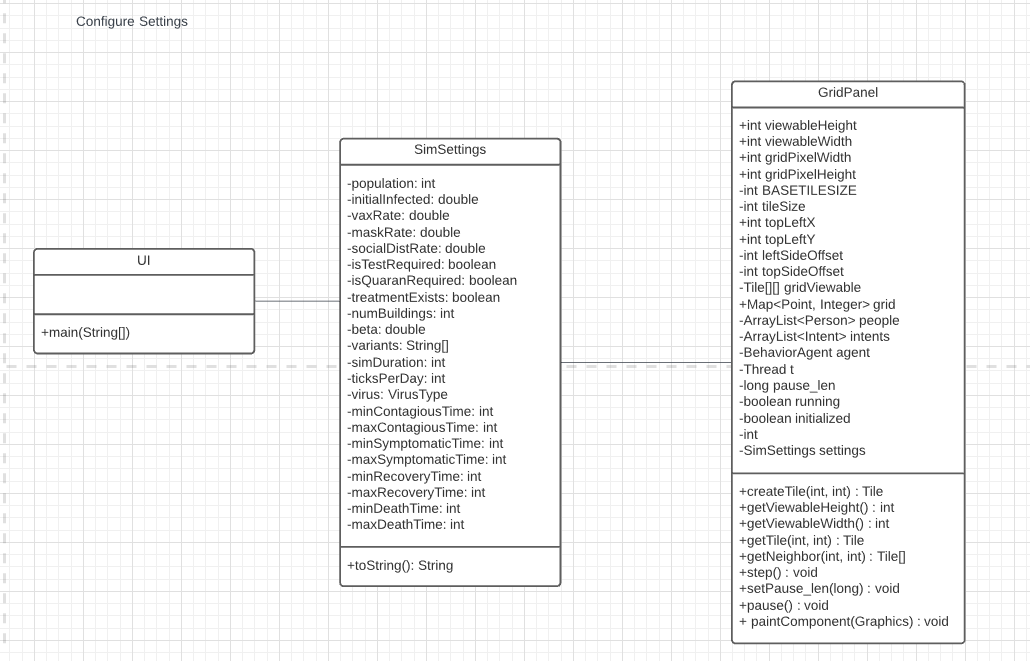 Configure Settings
UI
+main(String[])
SimSettings
-population: int
-initialInfected: double
-vaxRate: double
-maskRate: double
-socialDistRate: double
-isTestRequired: boolean
-isQuaranRequired: boolean
-treatmentExists: boolean
-numBuildings: int
-beta: double
-variants: String[]
-simDuration: int
-ticksPerDay: int
-virus: VirusType
-minContagiousTime: int
-maxContagiousTime: int
-minSymptomaticTime: int
-maxSymptomaticTime: int
-minRecoveryTime: int
-maxRecoveryTime: int
-minDeathTime: int
-maxDeathTime: int
+toString(): String
GridPanel
+int viewableHeight
+int viewableWidth
+int gridPixelWidth
+int gridPixelHeight
-int BASETILESIZE
-int tileSize
+int topLeftX
+int topLeftY
-int leftSideOffset
-int topSideOffset
-Tile[][] gridViewable
+Map<Point, Integer> grid
-ArrayList<Person> people
-ArrayList<Intent> intents
-BehaviorAgent agent
-Thread t
-long pause_len
-boolean running
-boolean initialized
-int
-SimSettings settings
+createTile(int, int) : Tile
+getViewableHeight() : int
+getViewableWidth() : int
+getTile(int, int) : Tile
+getNeighbor(int, int) : Tile[]
+step() : void
+setPause_len(long) : void
+pause() : void
+ paintComponent(Graphics) : void